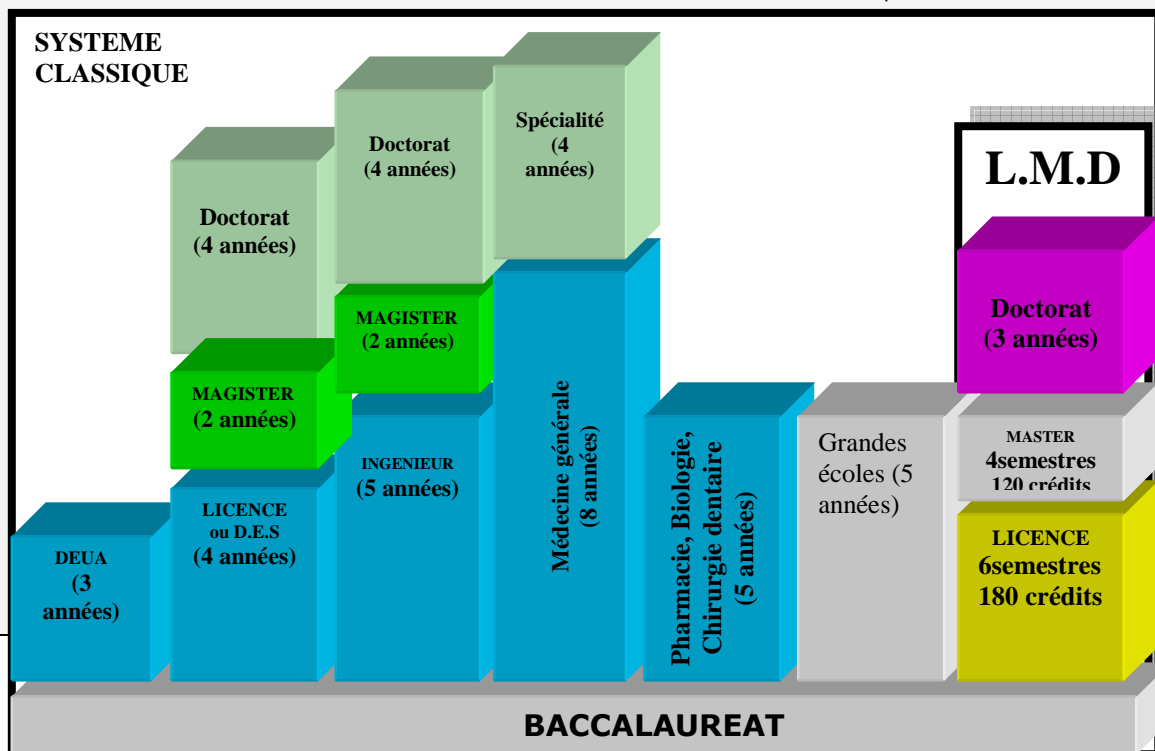 SYSTEME
CLASSIQUE
DEUA
(3
années)
Doctorat
(4 années)
MAGISTER
(2 années)
LICENCE
ou D.E.S
(4 années)
Doctorat
(4 années)
MAGISTER
(2 années)
INGENIEUR
(5 années)
Spécialité
(4
années)
Médecine générale
(8 années)
Pharmacie, Biologie,
Chirurgie dentaire
(5 années)
Grandes
écoles (5
années)
L.M.D
Doctorat
(3 années)
MASTER
4semestres
120 crédits
LICENCE
6semestres
180 crédits
BACCALAUREAT